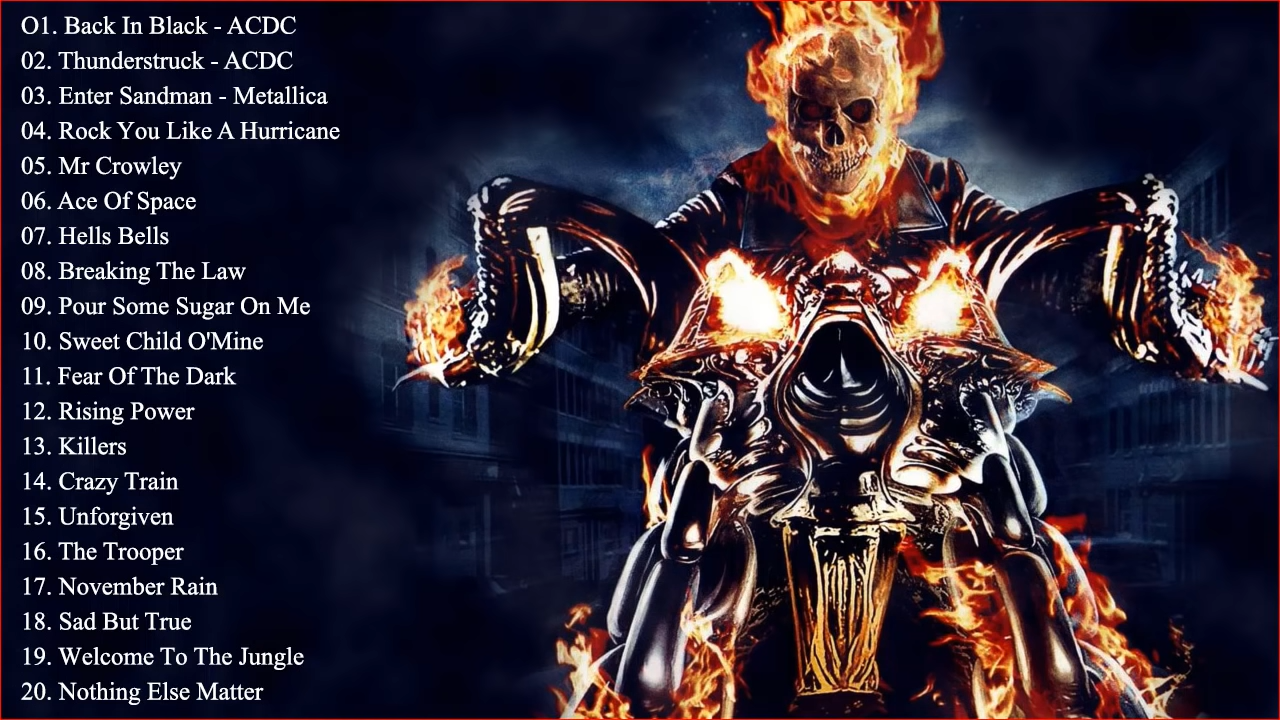 O1. Back In Black - ACDC
02. Thunderstruck - ACDC
03. Enter Sandman - Metallica
04. Rock You Like A Hurricane
05. Mr Crowley
06. Ace Of Space
07. Hells Bells
08. Breaking The Law
09. Pour Some Sugar On Me
10. Sweet Child O'Mine
11. Fear Of The Dark
12. Rising Power
13. Killers
14. Crazy Train
15. Unforgiven
16. The Trooper
17. November Rain
18. Sad But True
19. Welcome To The Jungle
20. Nothing Else Matter